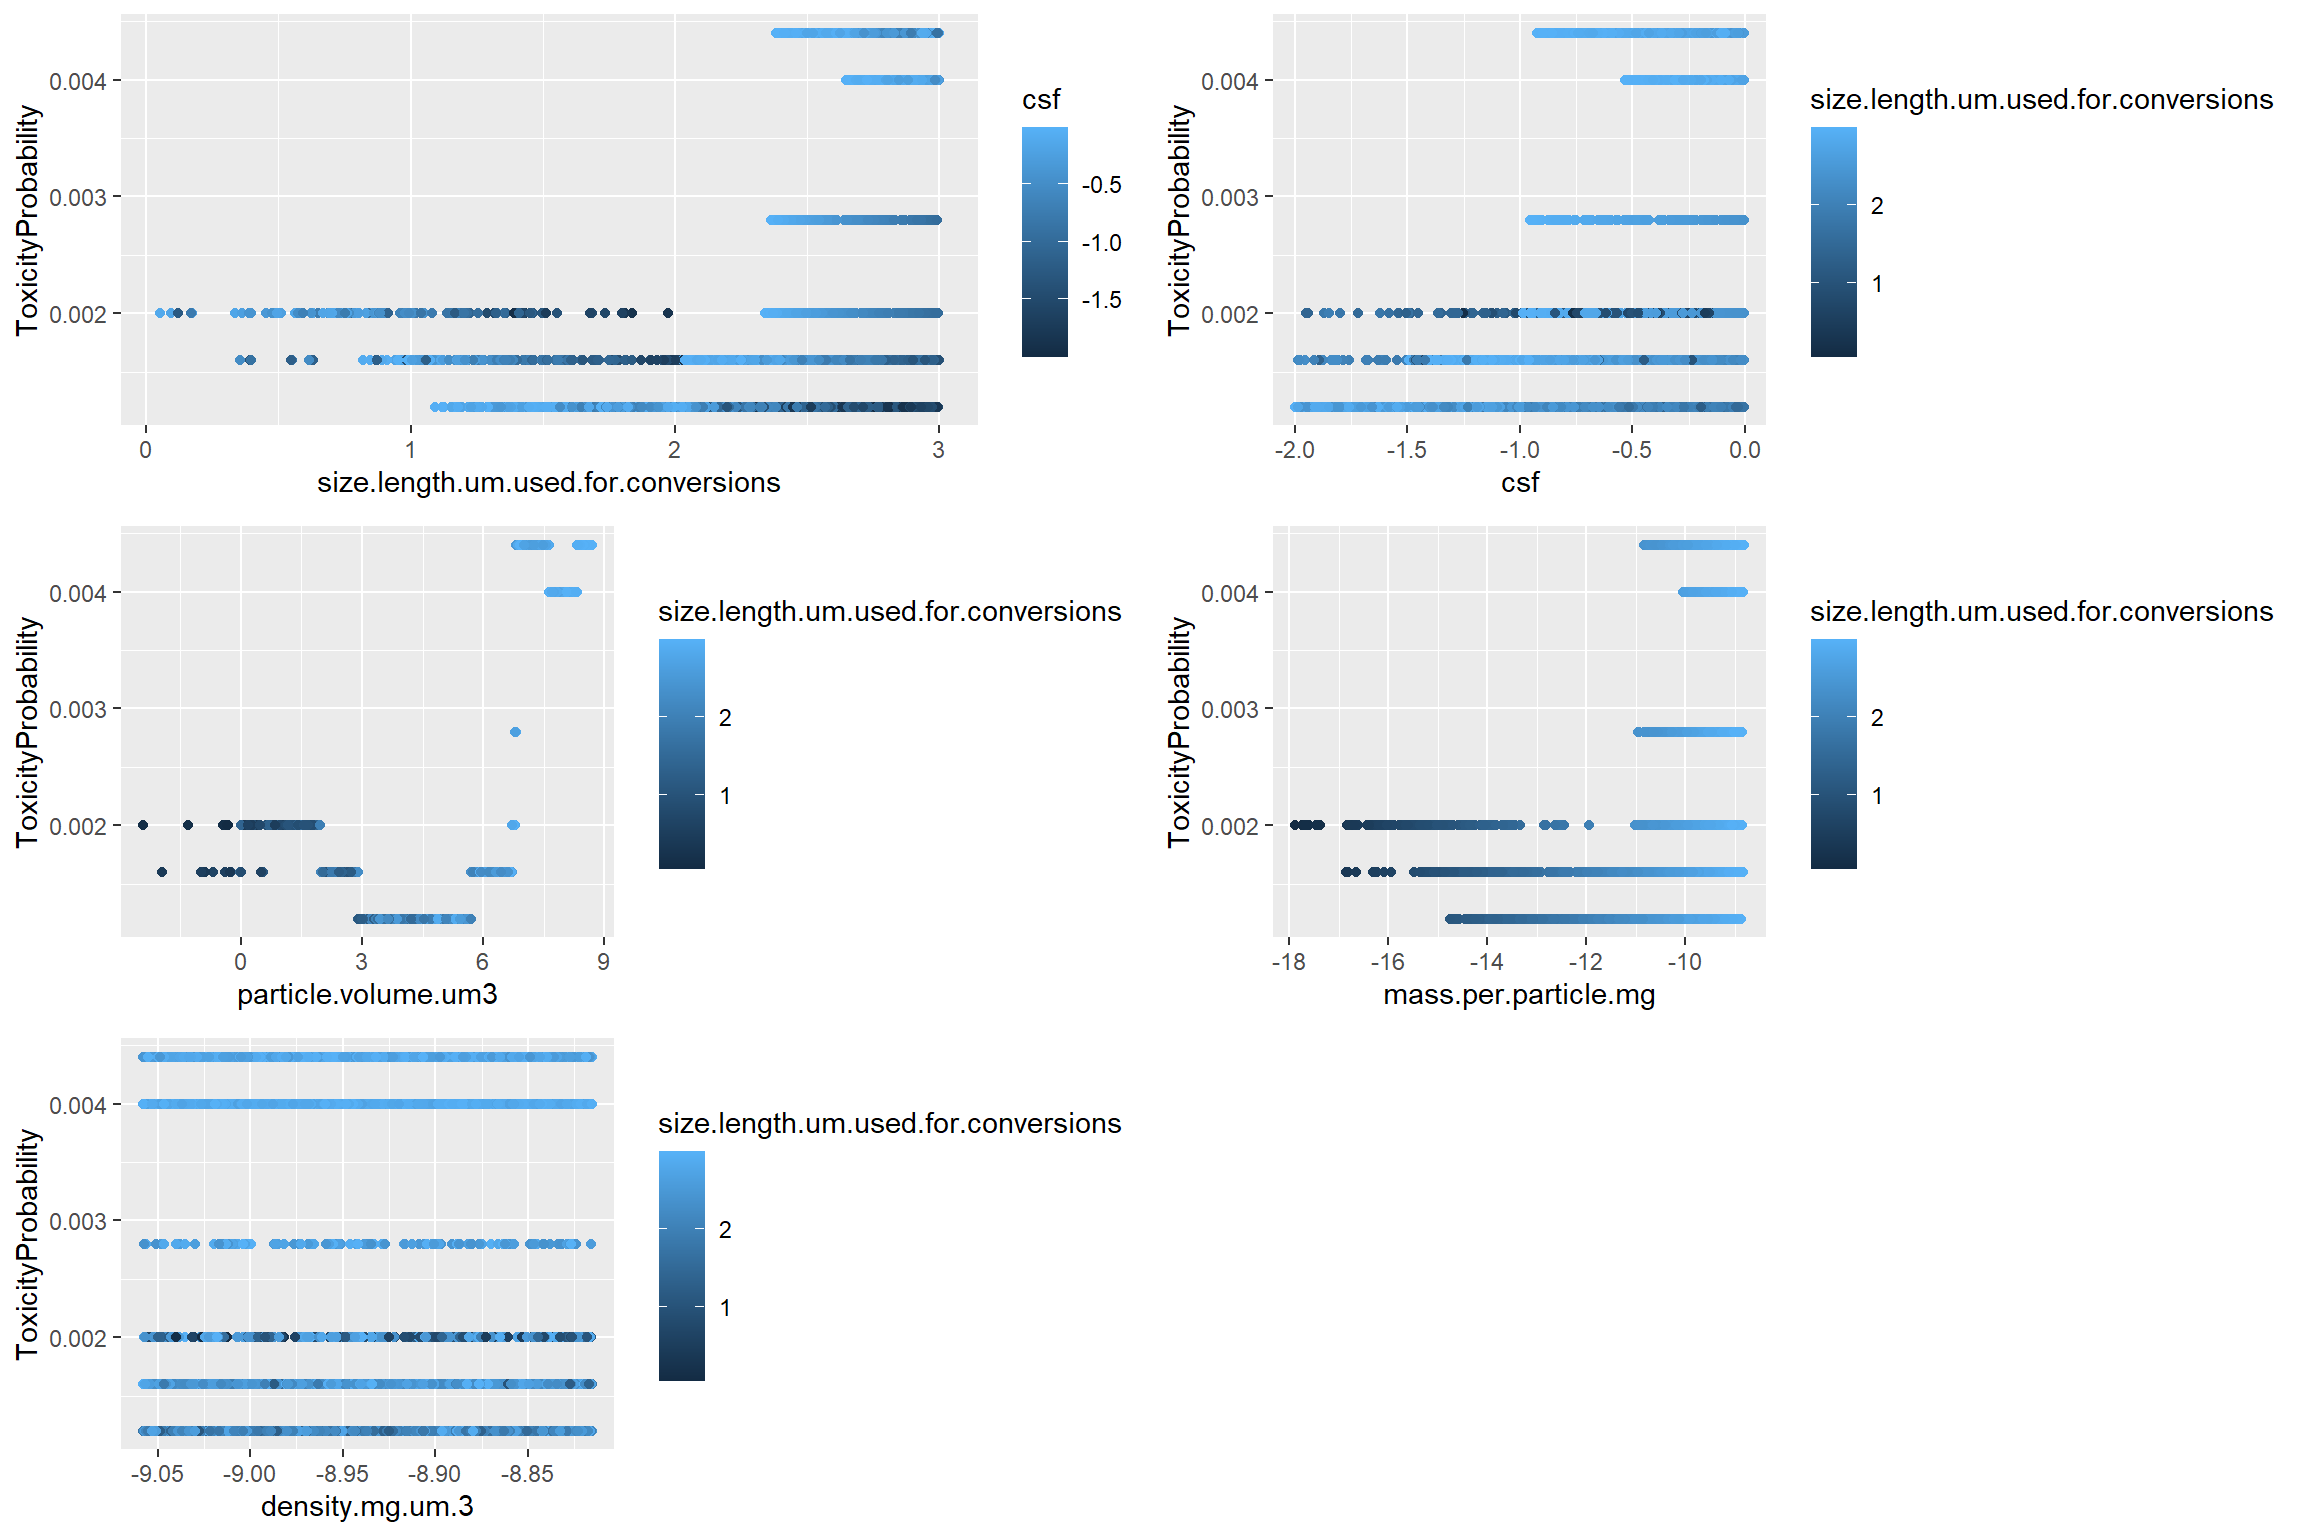 ToxicityProbability
0.004
0.003
0.002
0 1 2 3
size.length.um.used.for.conversions
csf
-0.5
-1.0
-1.5
ToxicityProbability
0.004
0.003
0.002
-2.0 -1.5 -1.0 -0.5 0.0
csf
size.length.um.used.for.conversions
2
1
ToxicityProbability
0.004
0.003
0.002
0 3 6 9
particle.volume.um3
size.length.um.used.for.conversions
2
1
ToxicityProbability
0.004
0.003
0.002
-18 -16 -14 -12 -10
mass.per.particle.mg
size.length.um.used.for.conversions
2
1
ToxicityProbability
0.004
0.003
0.002
-9.05 -9.00 -8.95 -8.90 -8.85
density.mg.um.3
size.length.um.used.for.conversions
2
1